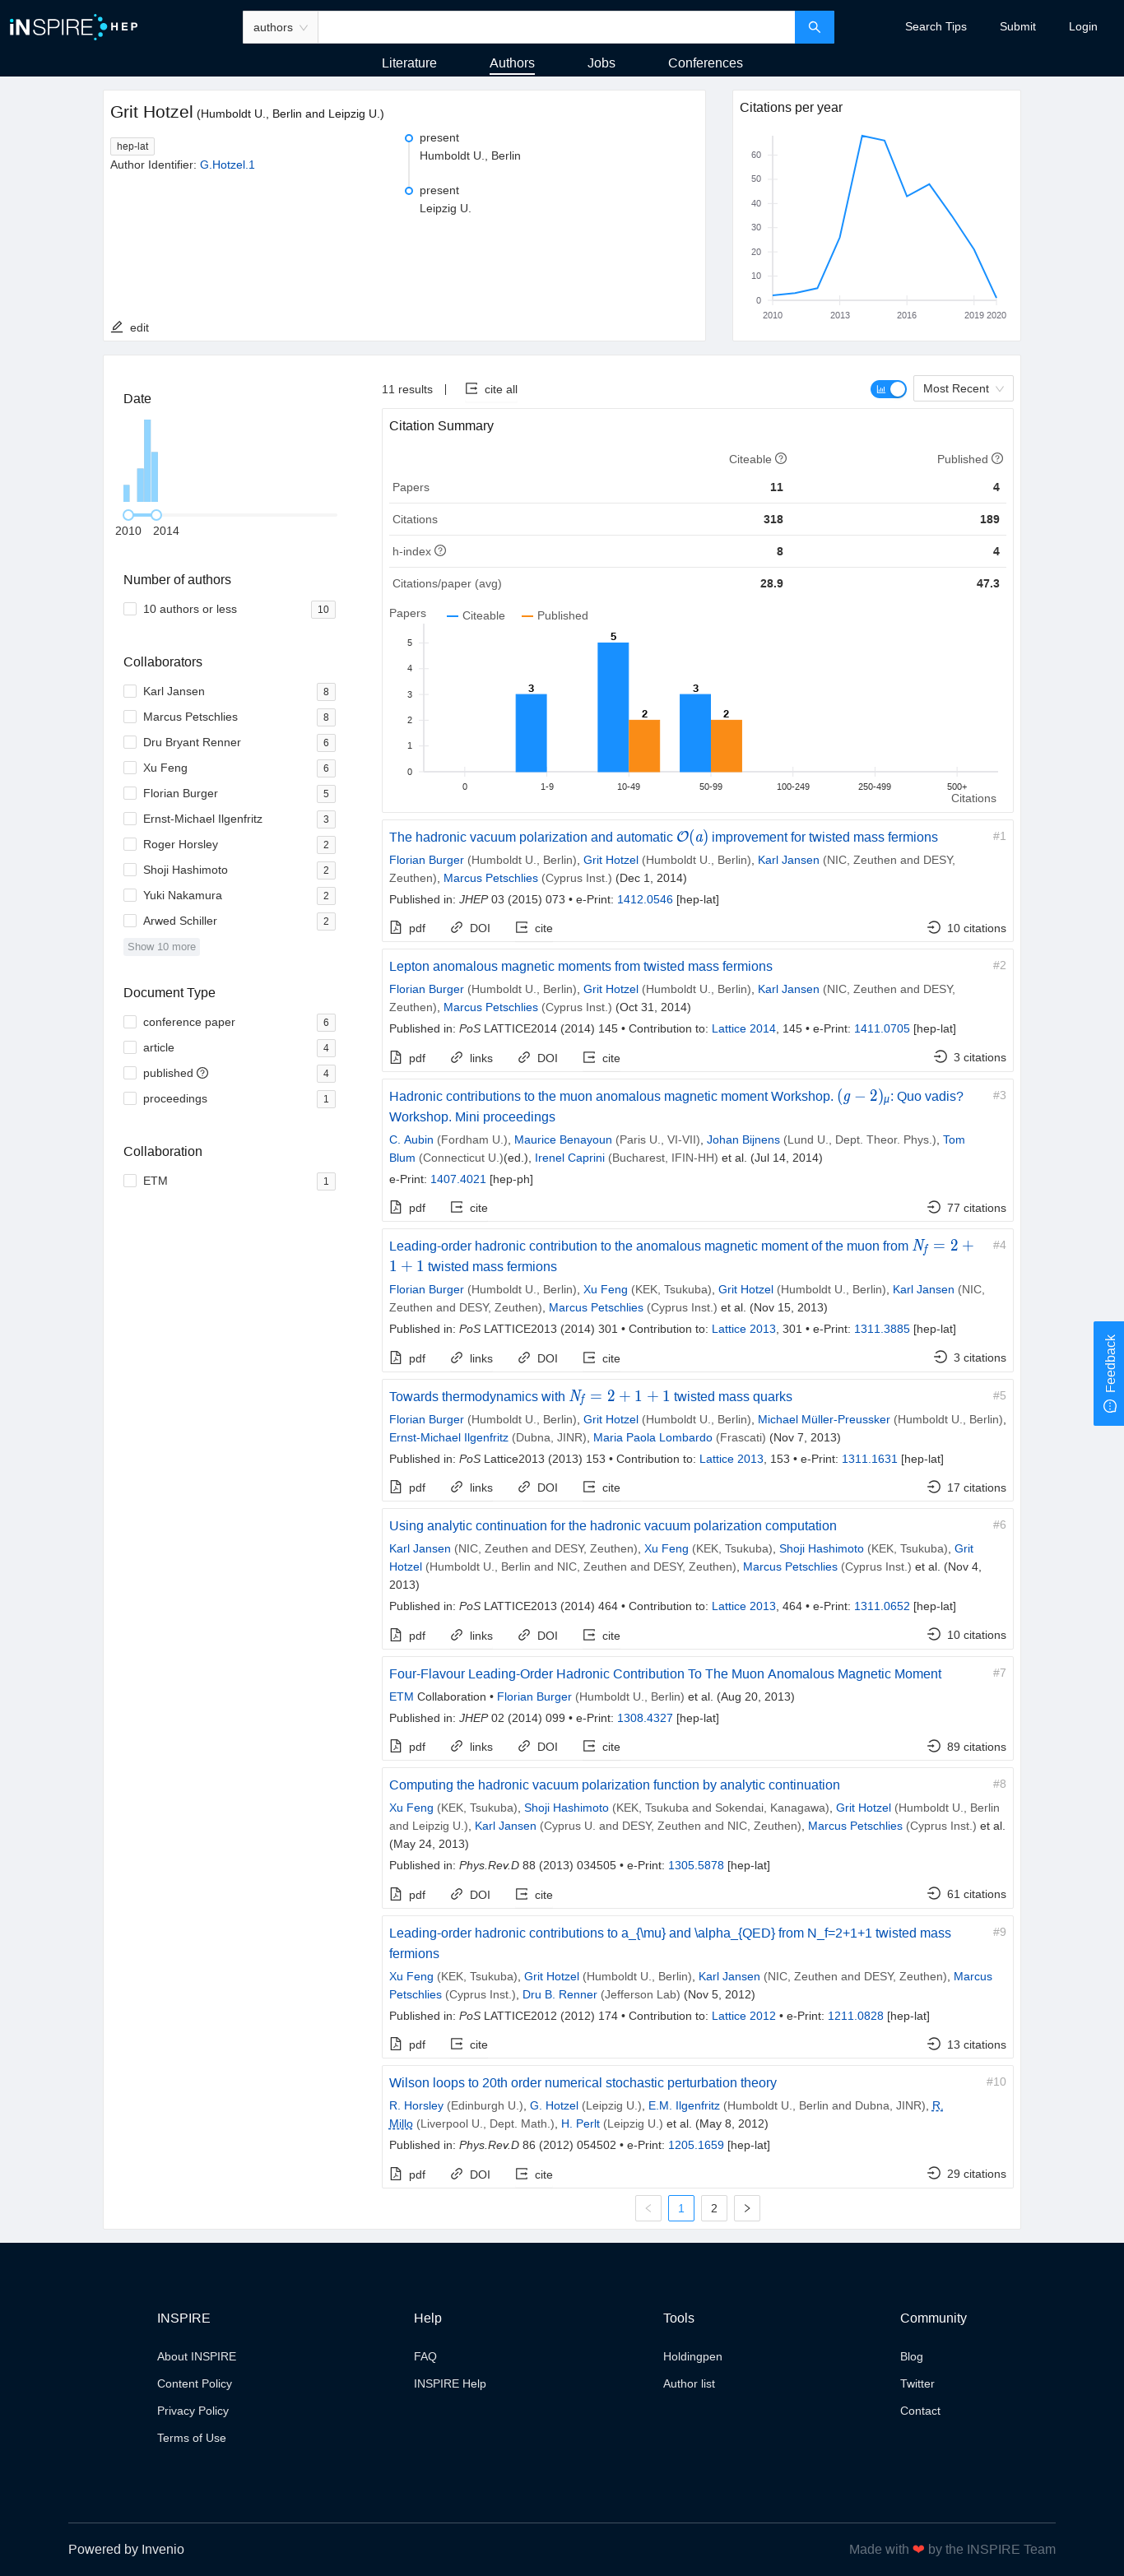 iNSPIRE HEP
authors
Search Tips
Submit
Login
Literature
Authors
Jobs
Conferences
Grit Hotzel (Humboldt U., Berlin and Leipzig U.)
hep-lat
Author Identifier: G.Hotzel.1
present
Humboldt U., Berlin
present
Leipzig U.
edit
Citations per year
60
50
40
30
20
10
0
2010 2013 2016 2019 2020
Date
2010 2014
Number of authors
10 authors or less 10
Collaborators
Karl Jansen 8
Marcus Petschlies 8
Dru Bryant Renner 6
Xu Feng 6
Florian Burger 5
Ernst-Michael Ilgenfritz 3
Roger Horsley 2
Shoji Hashimoto 2
Yuki Nakamura 2
Arwed Schiller 2
Show 10 more
Document Type
conference paper 6
article 4
published 4
proceedings 1
Collaboration
ETM 1
11 results | cite all
Most Recent
Citation Summary
Citeable Published
Papers 11 4
Citations 318 189
h-index 8 4
Citations/paper (avg) 28.9 47.3
Papers Citeable Published
5
4
3
2
1
0
3
5
2
3
2
0 1-9 10-49 50-99 100-249 250-499 500+
Citations
The hadronic vacuum polarization and automatic 𝒪(a) improvement for twisted mass fermions #1
Florian Burger (Humboldt U., Berlin), Grit Hotzel (Humboldt U., Berlin), Karl Jansen (NIC, Zeuthen and DESY,
Zeuthen), Marcus Petschlies (Cyprus Inst.) (Dec 1, 2014)
Published in: JHEP 03 (2015) 073 • e-Print: 1412.0546 [hep-lat]
pdf DOI cite 10 citations
Lepton anomalous magnetic moments from twisted mass fermions #2
Florian Burger (Humboldt U., Berlin), Grit Hotzel (Humboldt U., Berlin), Karl Jansen (NIC, Zeuthen and DESY,
Zeuthen), Marcus Petschlies (Cyprus Inst.) (Oct 31, 2014)
Published in: PoS LATTICE2014 (2014) 145 • Contribution to: Lattice 2014, 145 • e-Print: 1411.0705 [hep-lat]
pdf links DOI cite 3 citations
Hadronic contributions to the muon anomalous magnetic moment Workshop. (g − 2)μ: Quo vadis? #3
Workshop. Mini proceedings
C. Aubin (Fordham U.), Maurice Benayoun (Paris U., VI-VII), Johan Bijnens (Lund U., Dept. Theor. Phys.), Tom
Blum (Connecticut U.)(ed.), Irenel Caprini (Bucharest, IFIN-HH) et al. (Jul 14, 2014)
e-Print: 1407.4021 [hep-ph]
pdf cite 77 citations
Leading-order hadronic contribution to the anomalous magnetic moment of the muon from Nf = 2 + #4
1 + 1 twisted mass fermions
Florian Burger (Humboldt U., Berlin), Xu Feng (KEK, Tsukuba), Grit Hotzel (Humboldt U., Berlin), Karl Jansen (NIC,
Zeuthen and DESY, Zeuthen), Marcus Petschlies (Cyprus Inst.) et al. (Nov 15, 2013)
Published in: PoS LATTICE2013 (2014) 301 • Contribution to: Lattice 2013, 301 • e-Print: 1311.3885 [hep-lat]
pdf links DOI cite 3 citations
Towards thermodynamics with Nf = 2 + 1 + 1 twisted mass quarks #5
Florian Burger (Humboldt U., Berlin), Grit Hotzel (Humboldt U., Berlin), Michael Müller-Preussker (Humboldt U., Berlin),
Ernst-Michael Ilgenfritz (Dubna, JINR), Maria Paola Lombardo (Frascati) (Nov 7, 2013)
Published in: PoS Lattice2013 (2013) 153 • Contribution to: Lattice 2013, 153 • e-Print: 1311.1631 [hep-lat]
pdf links DOI cite 17 citations
Using analytic continuation for the hadronic vacuum polarization computation #6
Karl Jansen (NIC, Zeuthen and DESY, Zeuthen), Xu Feng (KEK, Tsukuba), Shoji Hashimoto (KEK, Tsukuba), Grit
Hotzel (Humboldt U., Berlin and NIC, Zeuthen and DESY, Zeuthen), Marcus Petschlies (Cyprus Inst.) et al. (Nov 4,
2013)
Published in: PoS LATTICE2013 (2014) 464 • Contribution to: Lattice 2013, 464 • e-Print: 1311.0652 [hep-lat]
pdf links DOI cite 10 citations
Four-Flavour Leading-Order Hadronic Contribution To The Muon Anomalous Magnetic Moment #7
ETM Collaboration • Florian Burger (Humboldt U., Berlin) et al. (Aug 20, 2013)
Published in: JHEP 02 (2014) 099 • e-Print: 1308.4327 [hep-lat]
pdf links DOI cite 89 citations
Computing the hadronic vacuum polarization function by analytic continuation #8
Xu Feng (KEK, Tsukuba), Shoji Hashimoto (KEK, Tsukuba and Sokendai, Kanagawa), Grit Hotzel (Humboldt U., Berlin
and Leipzig U.), Karl Jansen (Cyprus U. and DESY, Zeuthen and NIC, Zeuthen), Marcus Petschlies (Cyprus Inst.) et al.
(May 24, 2013)
Published in: Phys.Rev.D 88 (2013) 034505 • e-Print: 1305.5878 [hep-lat]
pdf DOI cite 61 citations
Leading-order hadronic contributions to a_{\mu} and \alpha_{QED} from N_f=2+1+1 twisted mass #9
fermions
Xu Feng (KEK, Tsukuba), Grit Hotzel (Humboldt U., Berlin), Karl Jansen (NIC, Zeuthen and DESY, Zeuthen), Marcus
Petschlies (Cyprus Inst.), Dru B. Renner (Jefferson Lab) (Nov 5, 2012)
Published in: PoS LATTICE2012 (2012) 174 • Contribution to: Lattice 2012 • e-Print: 1211.0828 [hep-lat]
pdf cite 13 citations
Wilson loops to 20th order numerical stochastic perturbation theory #10
R. Horsley (Edinburgh U.), G. Hotzel (Leipzig U.), E.M. Ilgenfritz (Humboldt U., Berlin and Dubna, JINR), R.
Millo (Liverpool U., Dept. Math.), H. Perlt (Leipzig U.) et al. (May 8, 2012)
Published in: Phys.Rev.D 86 (2012) 054502 • e-Print: 1205.1659 [hep-lat]
pdf DOI cite 29 citations
1 2
Feedback
INSPIRE
About INSPIRE
Content Policy
Privacy Policy
Terms of Use
Help
FAQ
INSPIRE Help
Tools
Holdingpen
Author list
Community
Blog
Twitter
Contact
Powered by Invenio
Made with ❤ by the INSPIRE Team